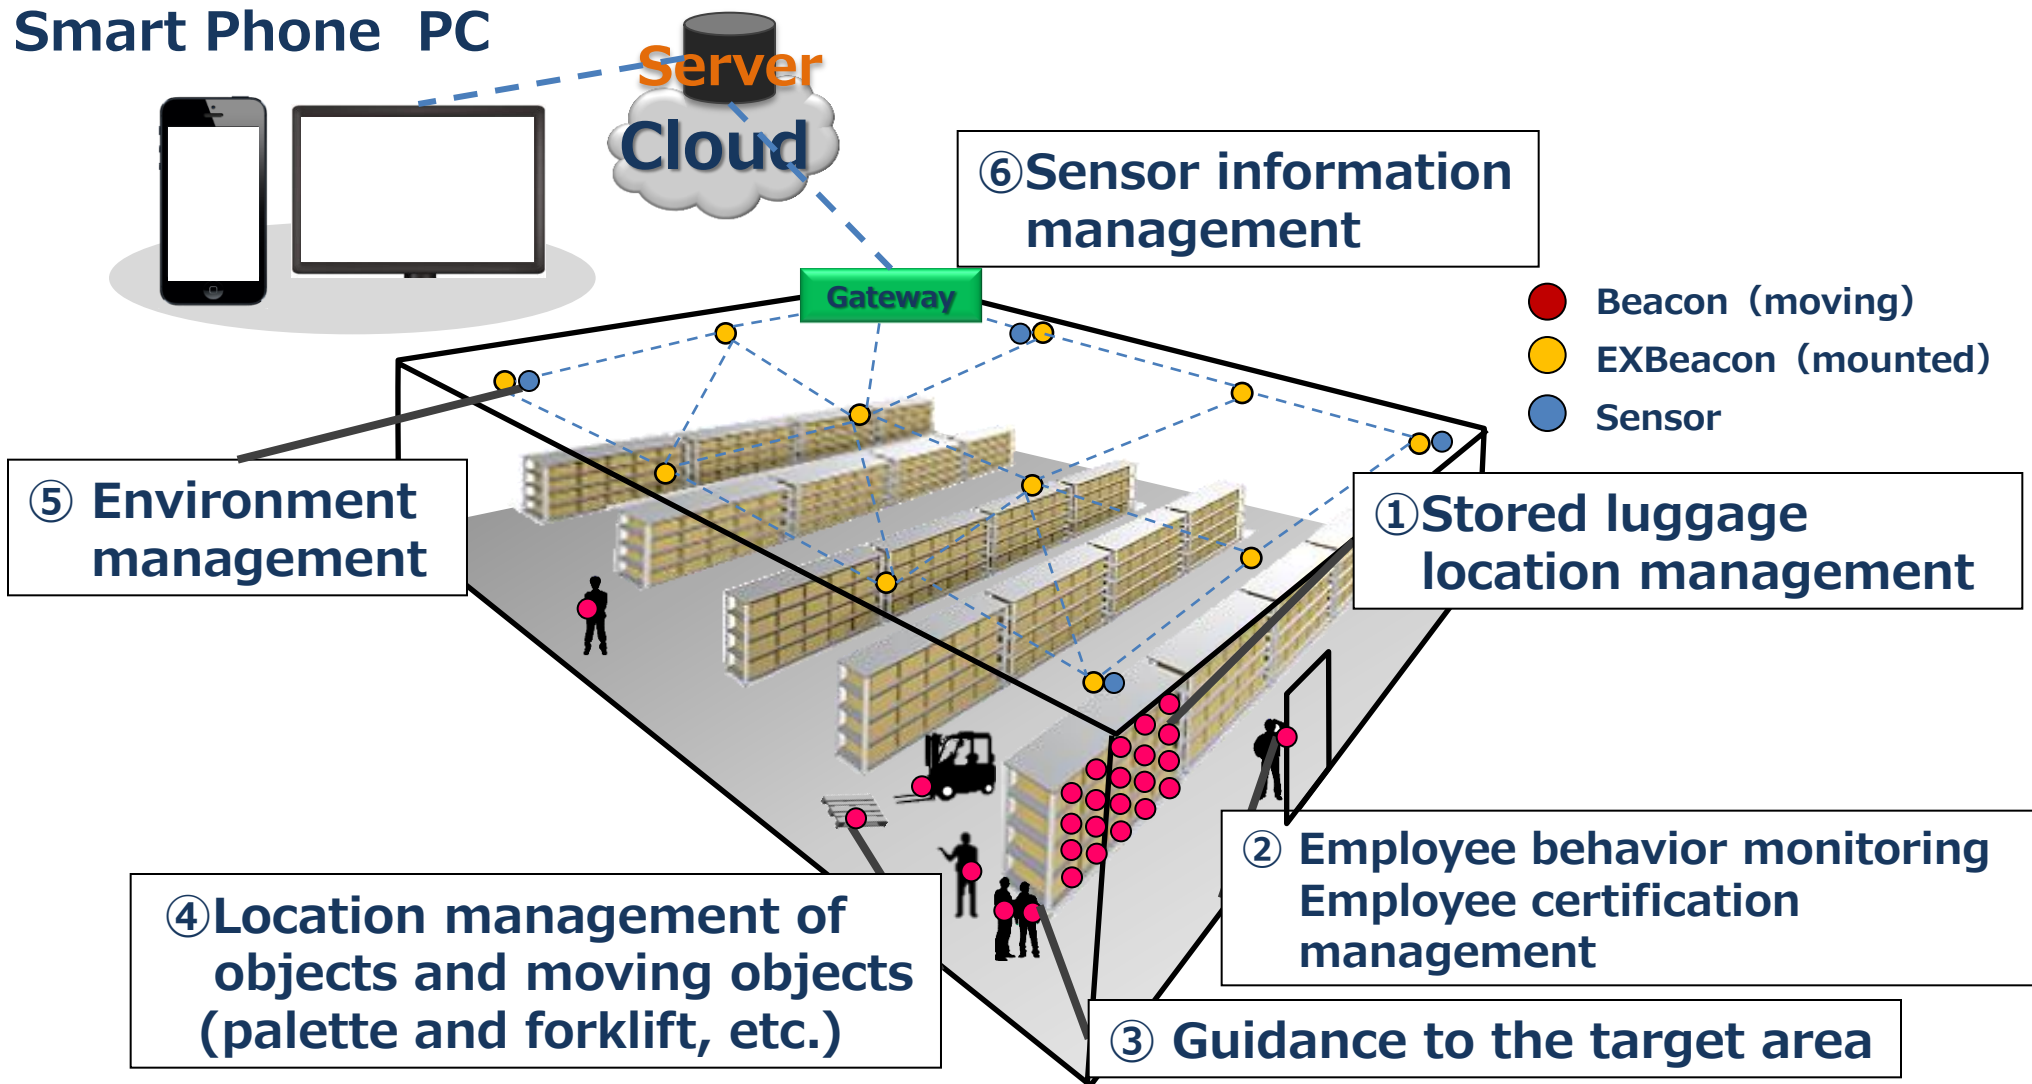 Smart Phone  PC
Server
Cloud
⑥Sensor information
management
Gateway
Beacon（moving）
EXBeacon（mounted）
Sensor
⑤ Environment
management
①Stored luggage
location management
② Employee behavior monitoring
Employee certification
management
④Location management of
objects and moving objects
(palette and forklift, etc.)
③ Guidance to the target area